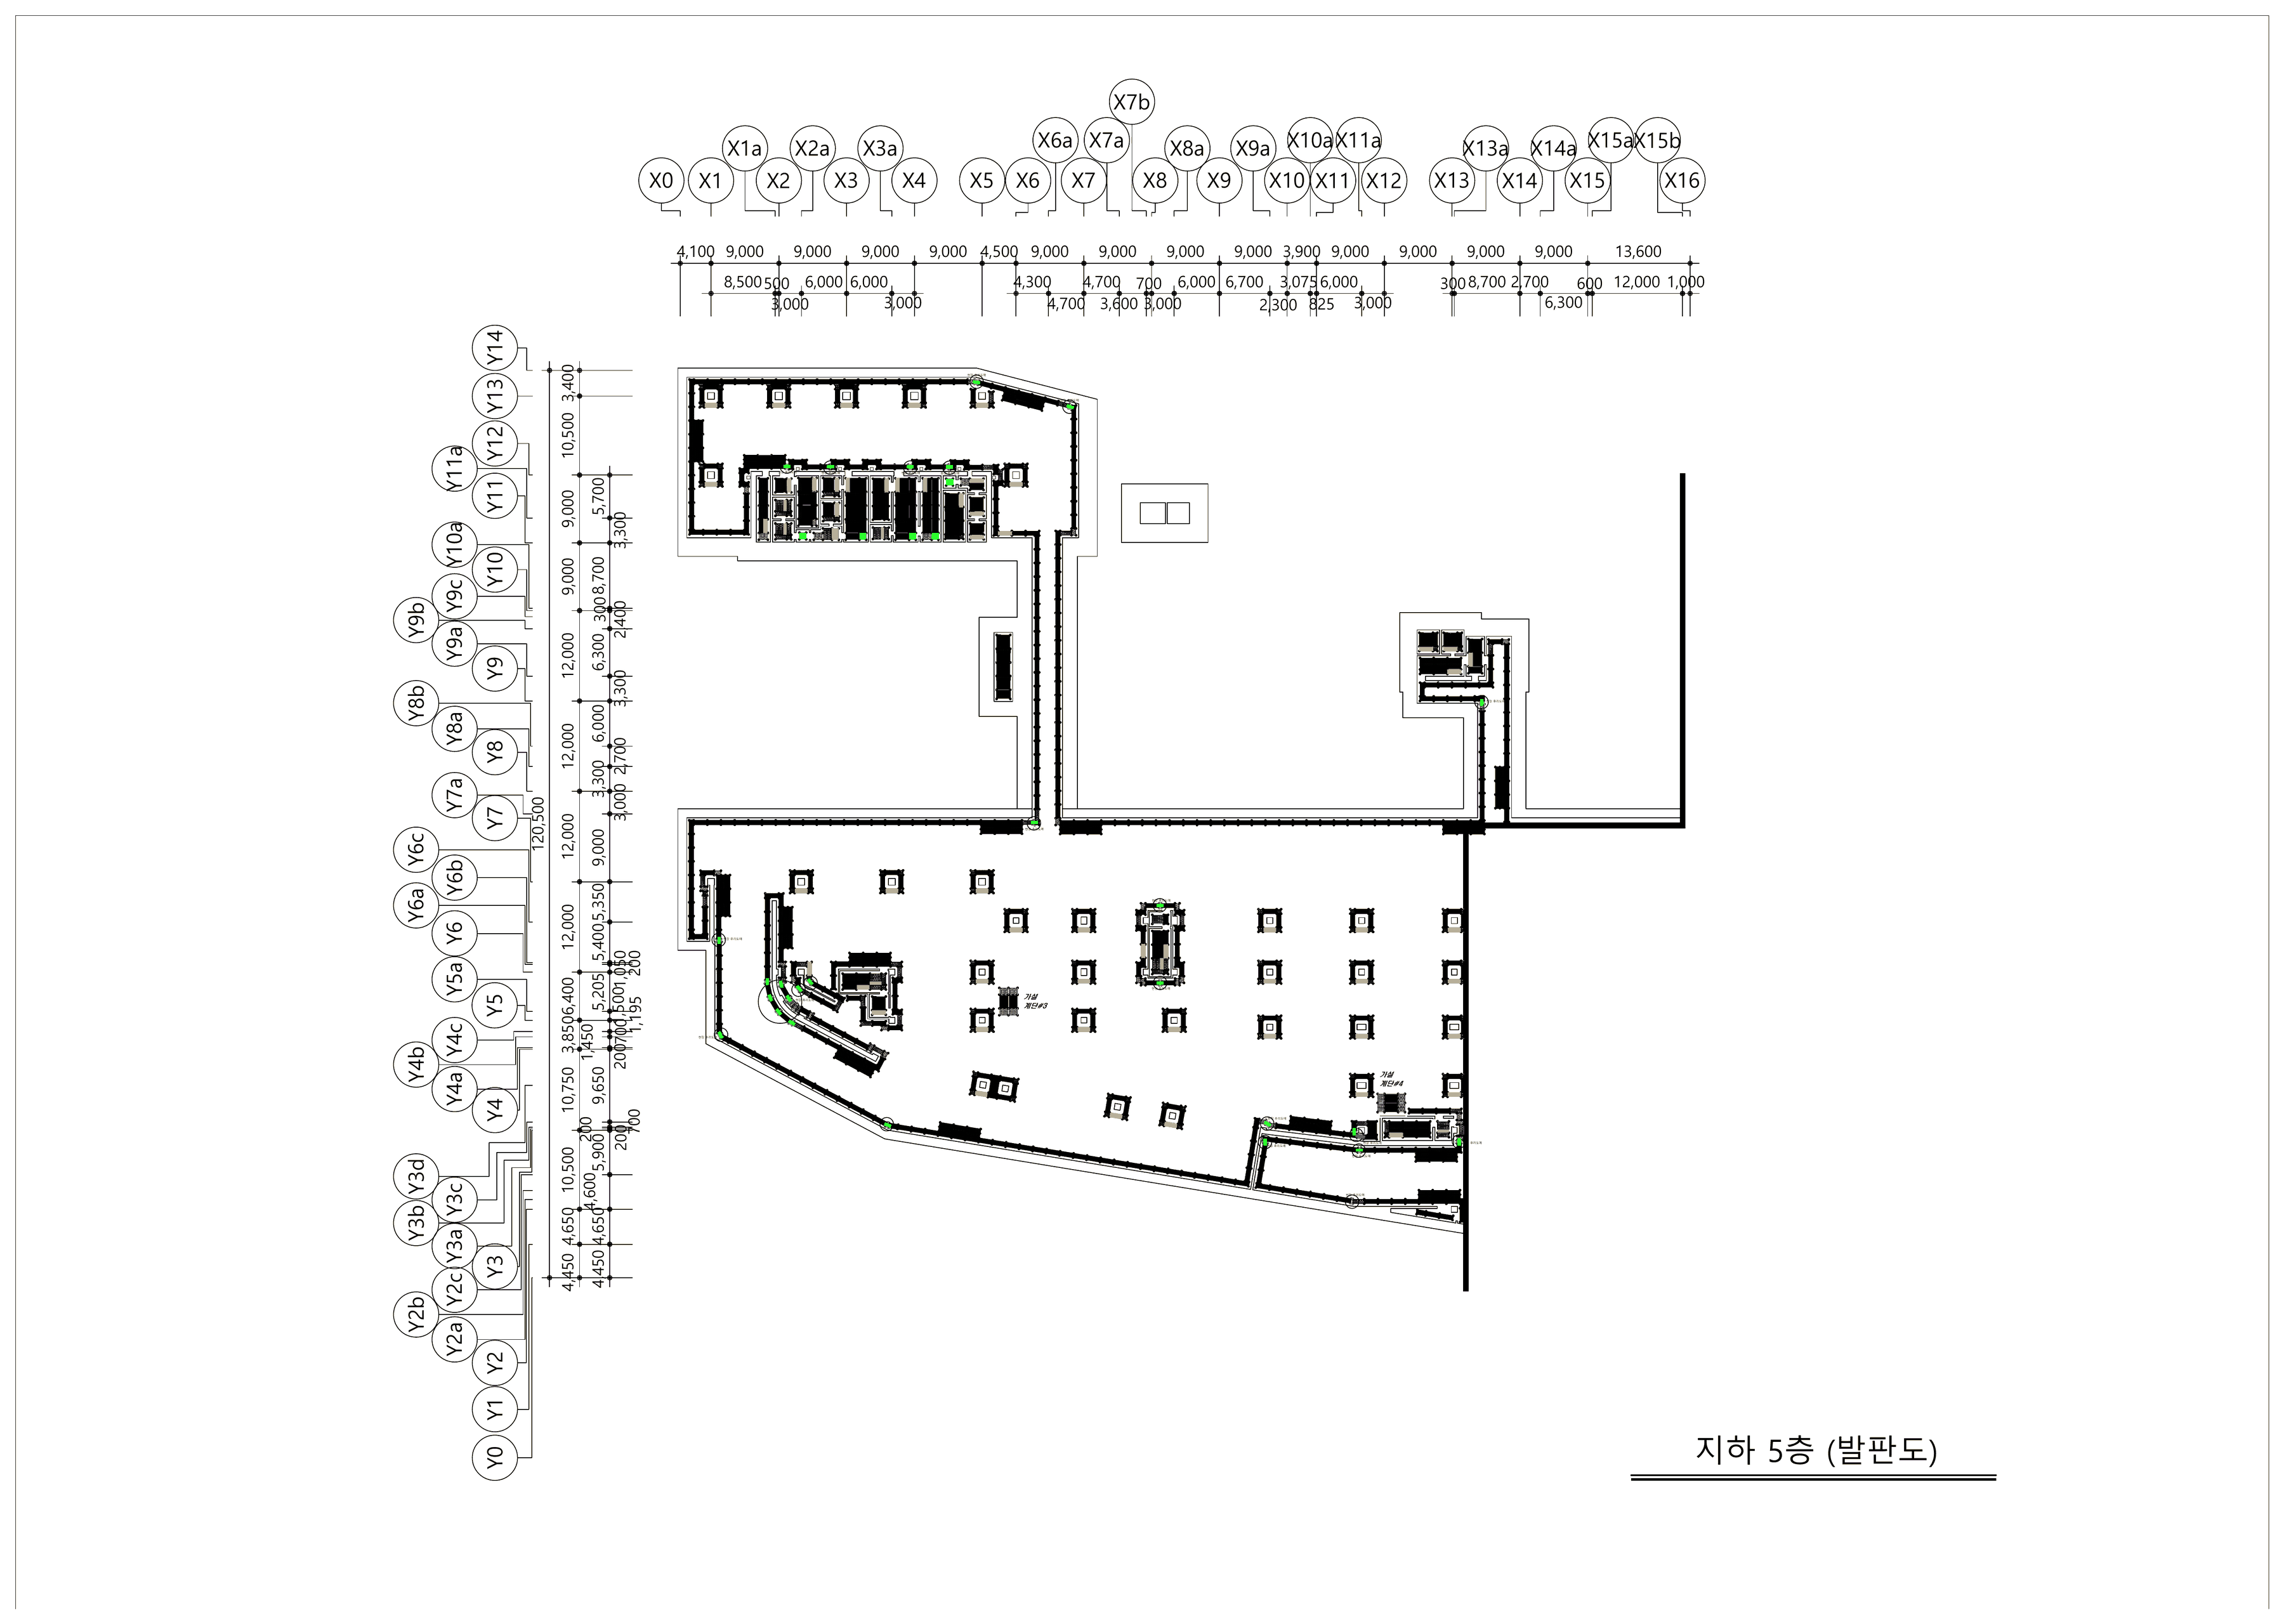 X7b
X6a X7a X10a X11a X15a X15b
X1a X2a X3a X8a X9a X13a X14a
X0 X1 X2 X3 X4 X5 X6 X7 X8 X9 X10 X11 X12 X13 X14 X15 X16
4,100 9,000 9,000 9,000 9,000 4,500 9,000 9,000 9,000 9,000 3,900 9,000 9,000 9,000 9,000 13,600
8,500 500 6,000 6,000 4,300 4,700 700 6,000 6,700 3,075 6,000 300 8,700 2,700 600 12,000 1,000
3,000 3,000 4,700 3,600 3,000 2,300 825 3,000 6,300
Y14
Y13
Y12
Y11a
Y11
Y10a
Y10
Y9c
Y9b
Y9a
Y9
Y8b
Y8a
Y8
Y7a
Y7
Y6c
Y6b
Y6a
Y6
Y5a
Y5
Y4c
Y4b
Y4a
Y4
Y3d
Y3c
Y3b
Y3a
Y3
Y2c
Y2b
Y2a
Y2
Y1
Y0
120,500
3,400
10,500
9,000
9,000
12,000
12,000
12,000
12,000
6,400
3,850
10,750
10,500
4,650
4,450
1,450
200
4,600
5,700
3,300
8,700
300
2,400
6,300
3,300
6,000
2,700
3,300
3,000
9,000
5,350
5,400
1,050
200
5,205
1,195
1,500
700
200
9,650
700
200
5,900
4,650
4,450
가설
계단#3
가설
계단#4
지하 5층 (발판도)